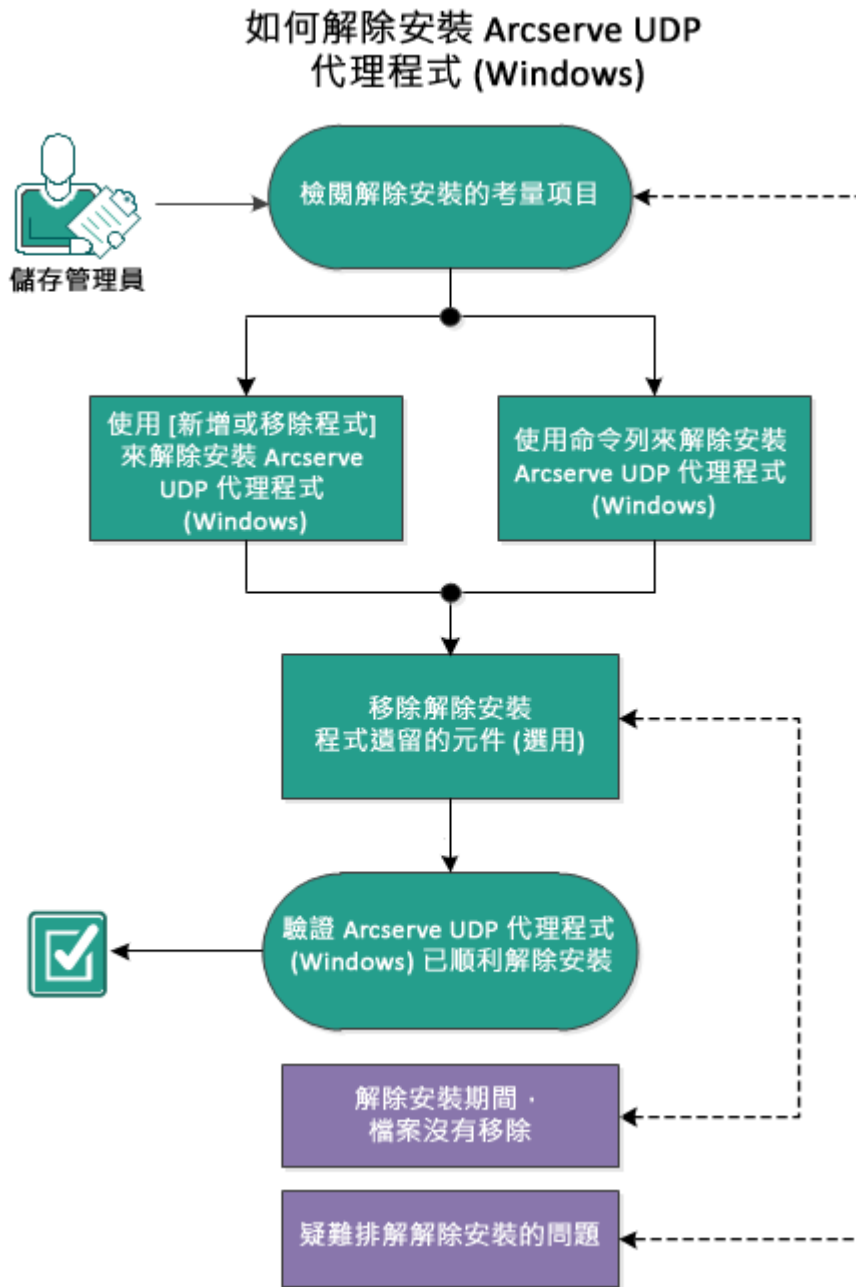 如何解除安裝 Arcserve UDP
代理程式 (Windows)
檢閱解除安裝的考量項目
儲存管理員
使用 [新增或移除程式]
來解除安裝 Arcserve
UDP 代理程式
(Windows)
使用命令列來解除安裝
Arcserve UDP 代理程式
(Windows)
移除解除安裝
程式遺留的元件 (選用)
驗證 Arcserve UDP 代理程式
(Windows) 已順利解除安裝
解除安裝期間，
檔案沒有移除
疑難排解解除安裝的問題